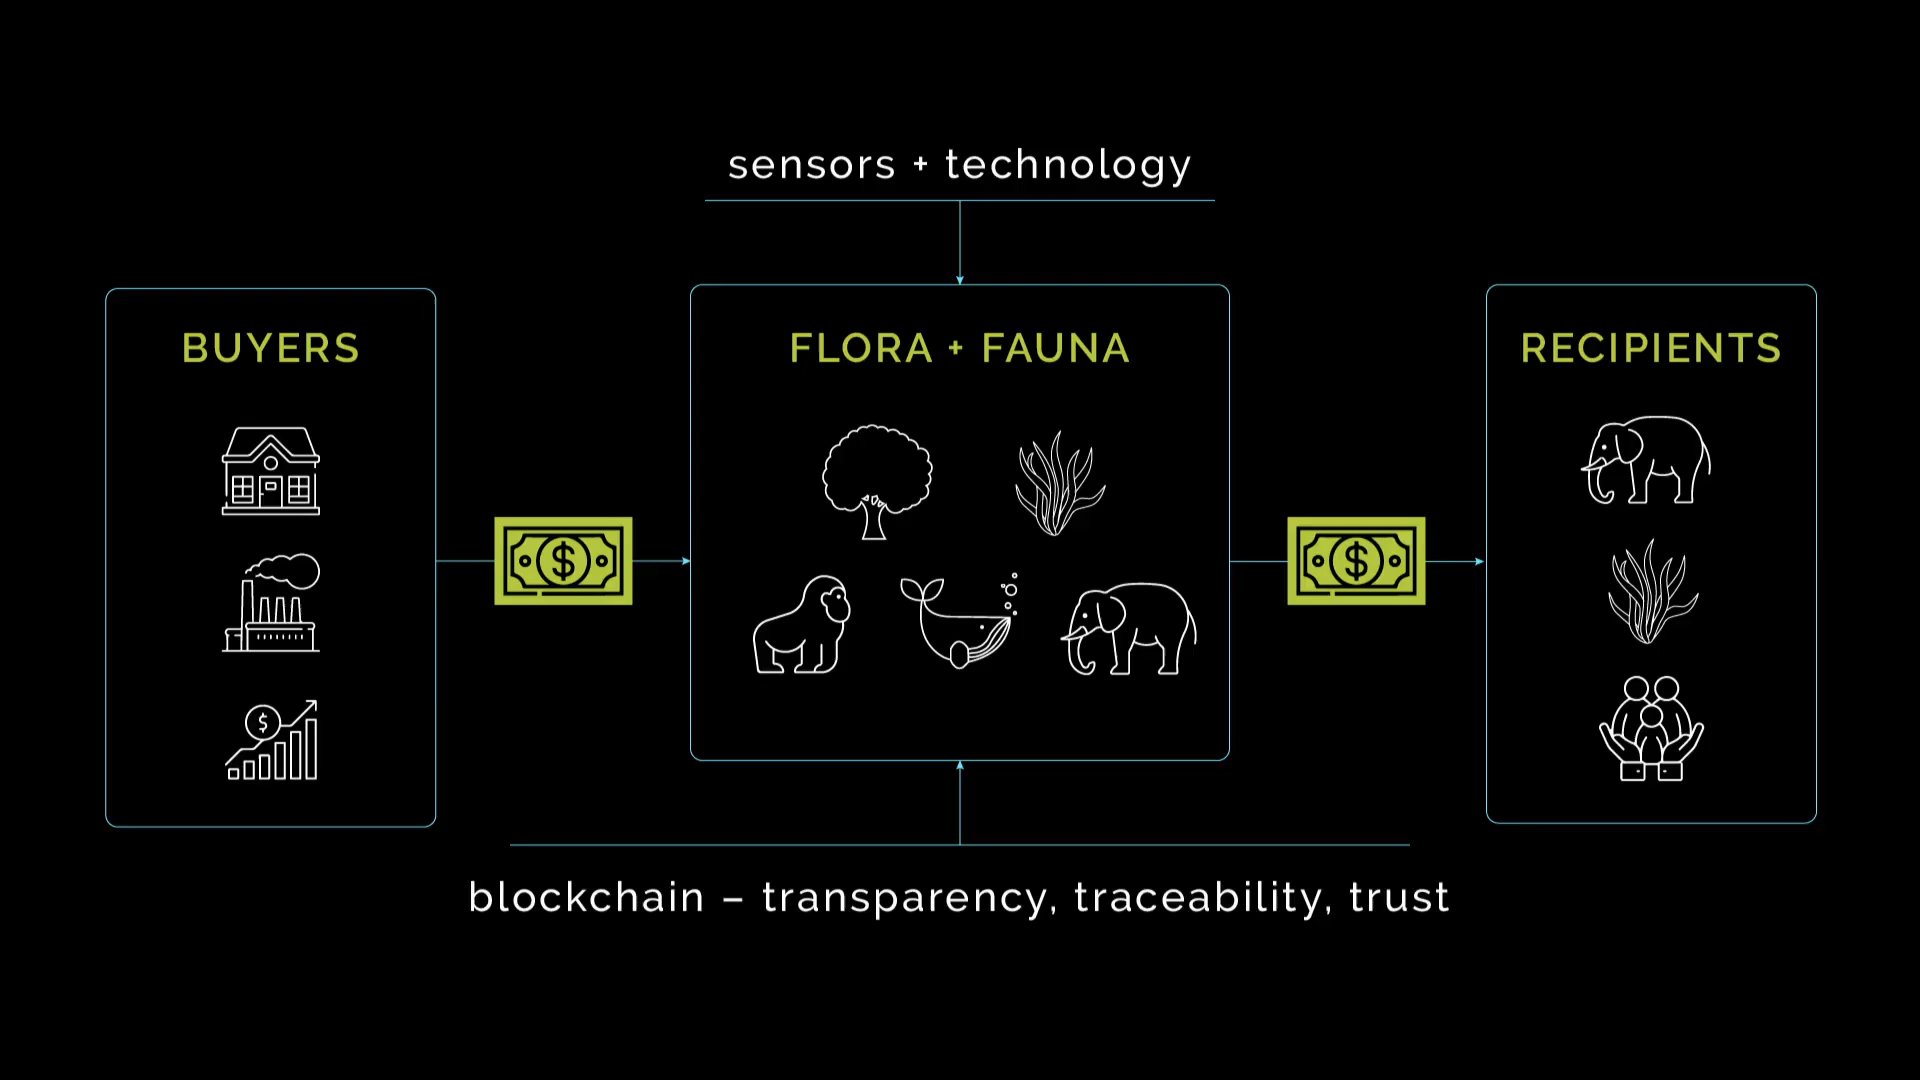 sensors + technology
BUYERS
FLORA + FAUNA
RECIPIENTS
$
$
$
blockchain – transparency, traceability, trust